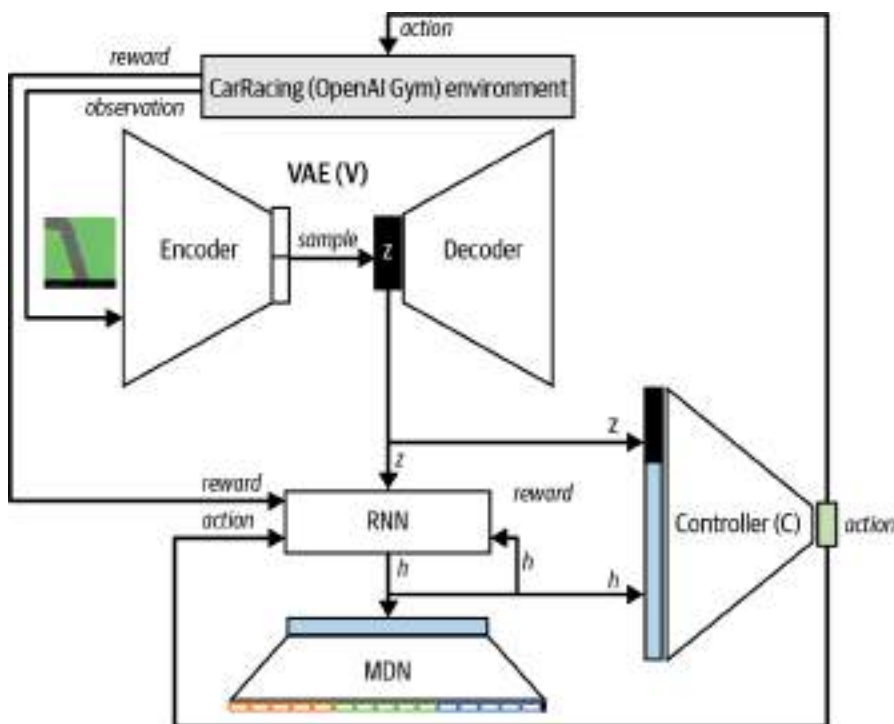 action
reward
CarRacing (OpenAI Gym) environment
observation
VAE (V)
Encoder
sample
z
Decoder
z
z
reward
reward
action
RNN
Controller (C)
action
h
h
h
MDN